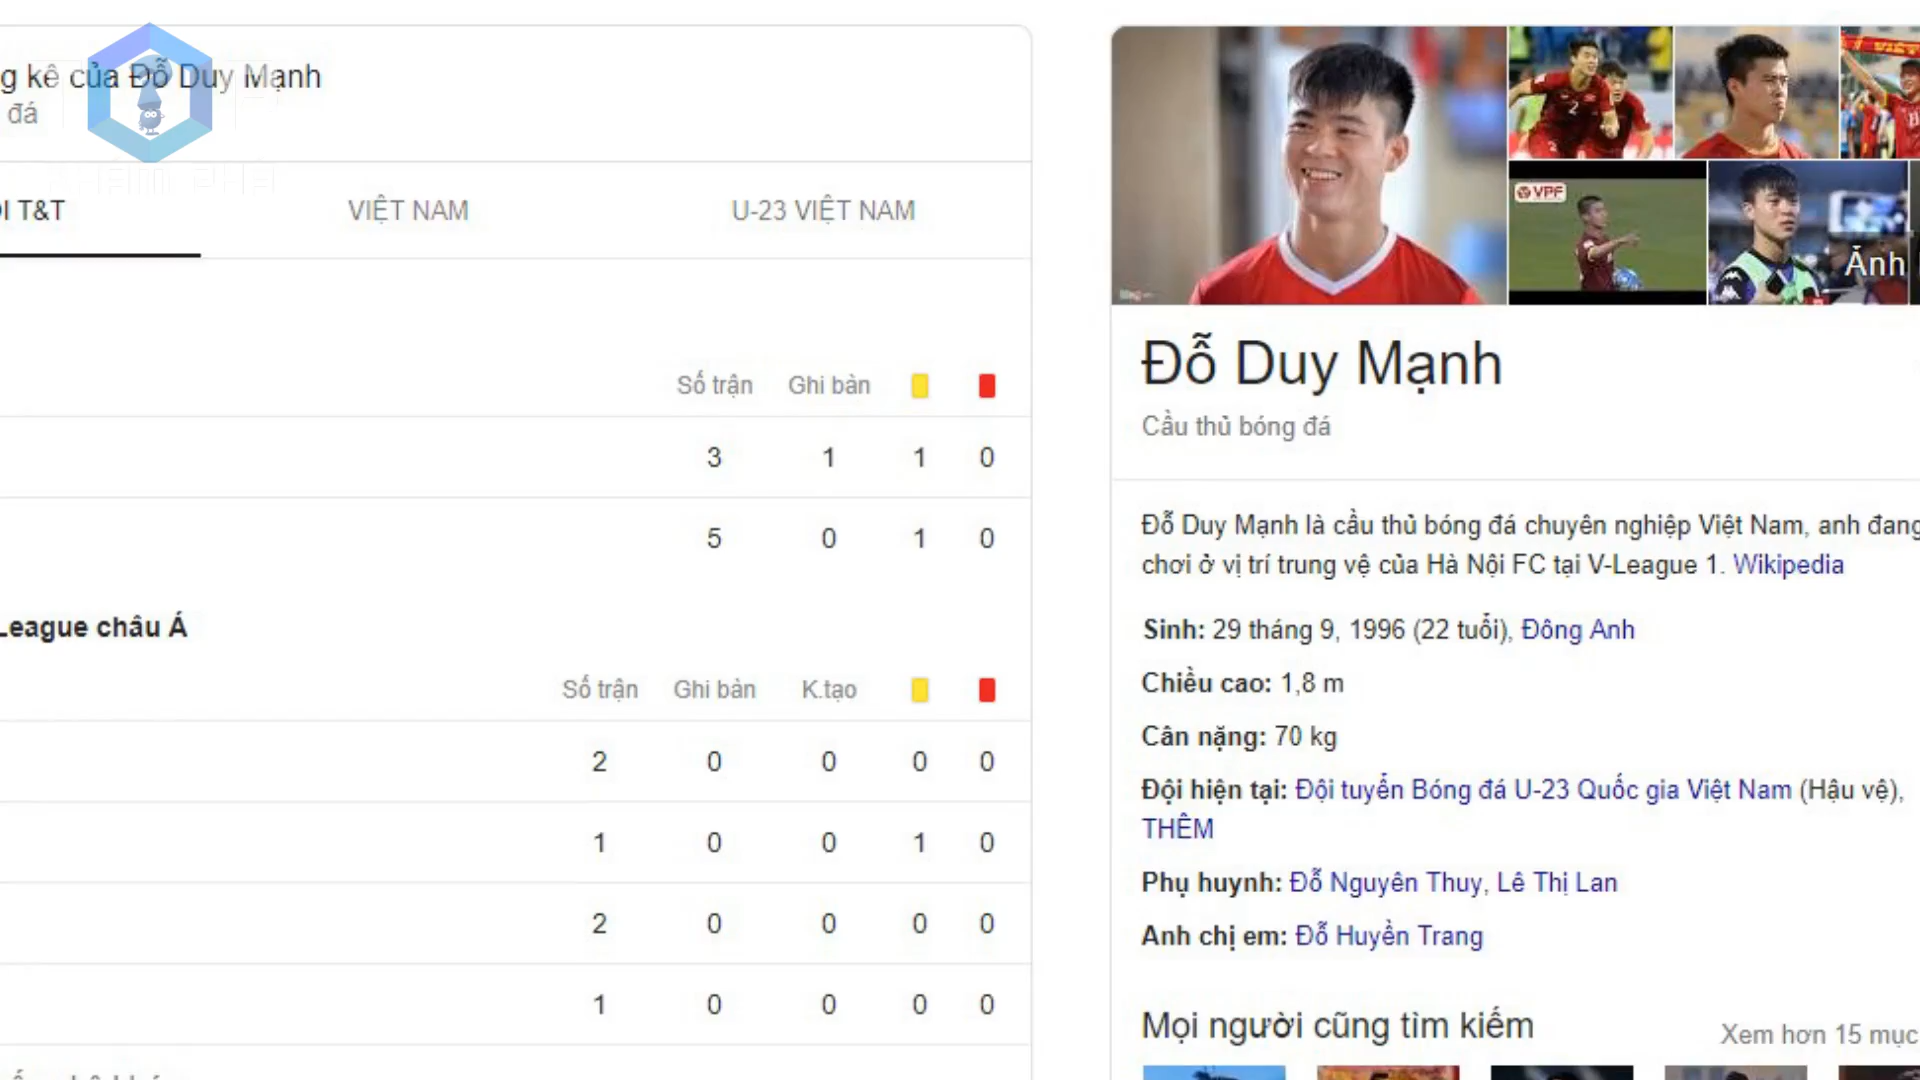 g kê của Đỗ Duy Mạnh
đá
I T&T
VIỆT NAM
U-23 VIỆT NAM
Số trận Ghi bàn
3 1 1 0
5 0 1 0
League châu Á
Số trận Ghi bàn K.tạo
2 0 0 0 0
1 0 0 1 0
2 0 0 0 0
1 0 0 0 0
VPF
Ảnh
Đỗ Duy Mạnh
Cầu thủ bóng đá
Đỗ Duy Mạnh là cầu thủ bóng đá chuyên nghiệp Việt Nam, anh đang
chơi ở vị trí trung vệ của Hà Nội FC tại V-League 1. Wikipedia
Sinh: 29 tháng 9, 1996 (22 tuổi), Đông Anh
Chiều cao: 1,8 m
Cân nặng: 70 kg
Đội hiện tại: Đội tuyển Bóng đá U-23 Quốc gia Việt Nam (Hậu vệ),
THÊM
Phụ huynh: Đỗ Nguyên Thuy, Lê Thị Lan
Anh chị em: Đỗ Huyền Trang
Mọi người cũng tìm kiếm
Xem hơn 15 mục